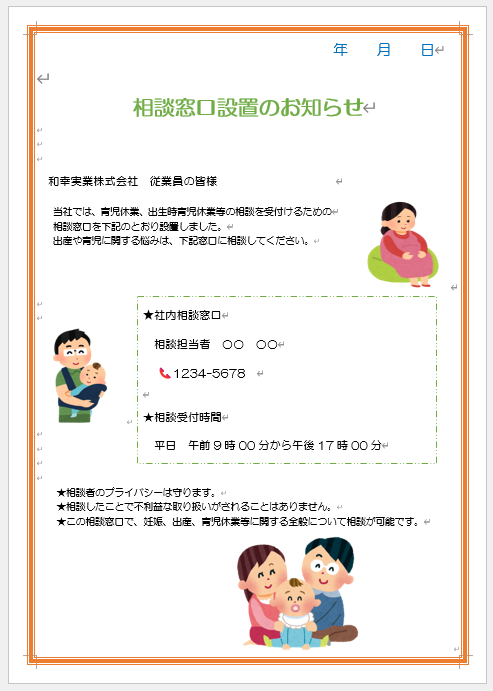 年　　月　　日
相談窓口設置のお知らせ
和幸実業株式会社　従業員の皆様
当社では、育児休業、出生時育児休業等の相談を受付けるための
相談窓口を下記のとおり設置しました。
出産や育児に関する悩みは、下記窓口に相談してください。
★社内相談窓口
相談担当者　〇〇　〇〇
📞1234-5678
★相談受付時間
平日　午前9時00分から午後17時00分
★相談者のプライバシーは守ります。
★相談したことで不利益な取り扱いがされることはありません。
★この相談窓口で、妊娠、出産、育児休業等に関する全般について相談が可能です。